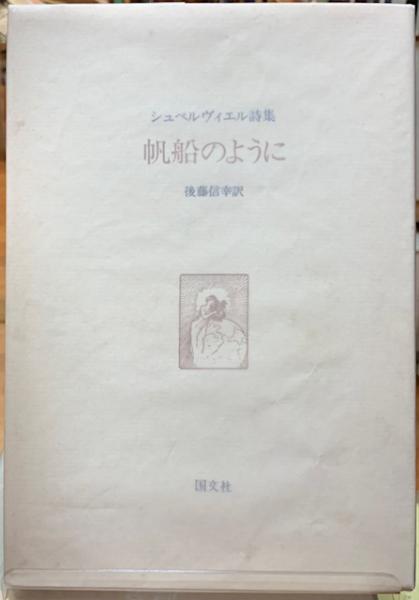 シュペルヴィエル詩集
帆船のように
後藤信幸訳
国文社